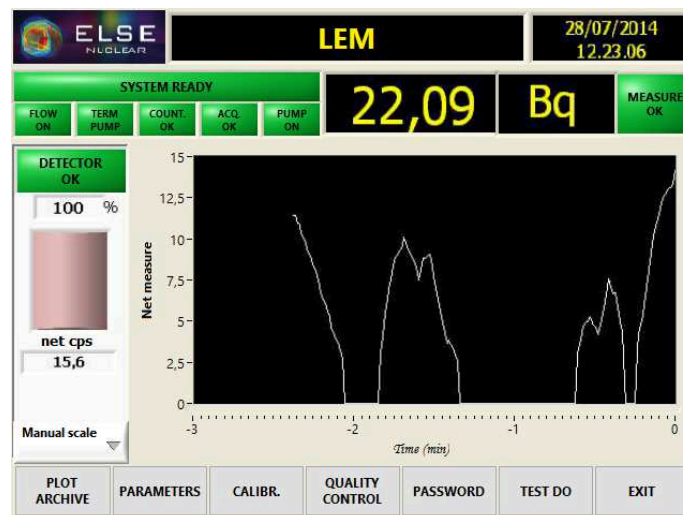 ELSE
NUCLEAR
LEM
28/07/2014
12.23.06
SYSTEM READY
FLOW
ON
TERM
PUMP
COUNT.
OK
ACQ.
OK
PUMP
ON
22,09
Bq
MEASURE
OK
DETECTOR
OK
100 %
net cps
15,6
Manual scale
Net measure
15
12,5
10
7,5
5
2,5
0
-3 -2 -1 0
Time (min)
PLOT
ARCHIVE
PARAMETERS
CALIBR.
QUALITY
CONTROL
PASSWORD
TEST DO
EXIT